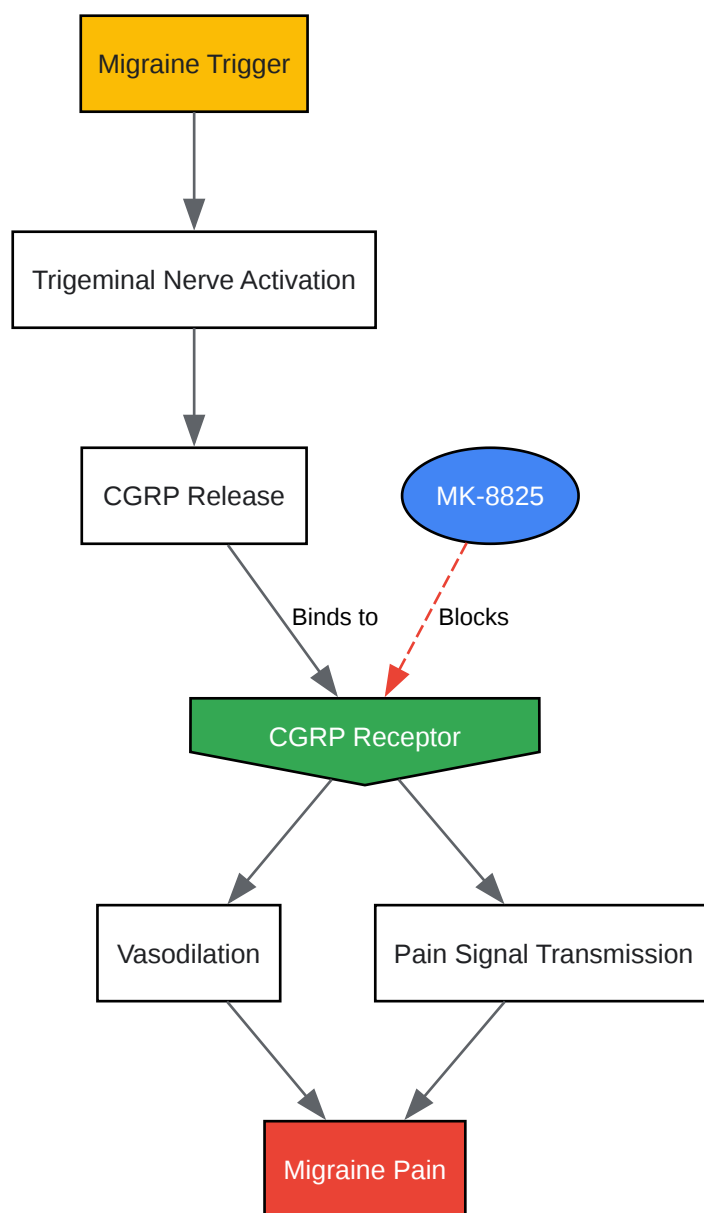 Migraine Trigger
Trigeminal Nerve Activation
CGRP Release
MK-8825
Binds to
Blocks
CGRP Receptor
Vasodilation
Pain Signal Transmission
Migraine Pain